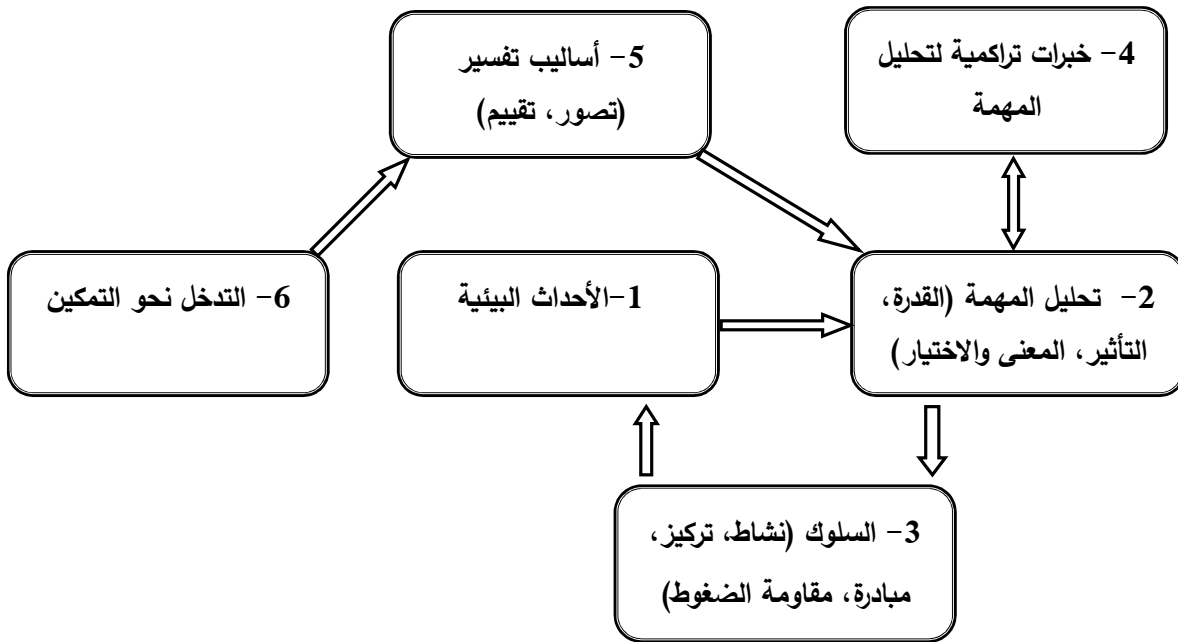 4- خبرات تراكمية لتحليل
المهمة
5- أساليب تفسير
(تصور، تقييم)
2- تحليل المهمة (القدرة،
التأثير، المعنى والاختيار)
1-الأحداث البيئية
6- التدخل نحو التمكين
3- السلوك (نشاط، تركيز،
مبادرة، مقاومة الضغوط)